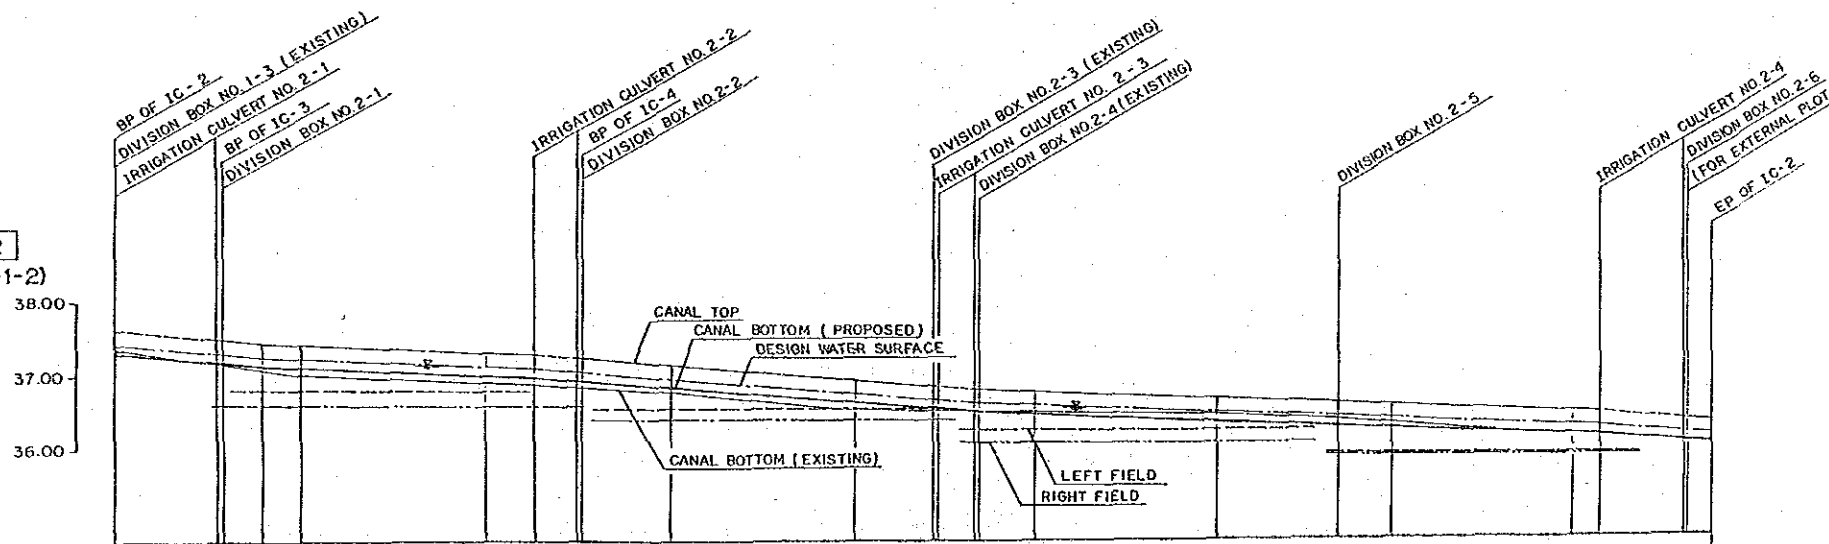 BP OF IC-2
DIVISION BOX NO.1-3 (EXISTING)
IRRIGATION CULVERT NO.2-1
BP OF IC-3
DIVISION BOX NO.2-1
IRRIGATION CULVERT NO.2-2
BP OF IC-4
DIVISION BOX NO.2-2
DIVISION BOX NO.2-3 (EXISTING)
IRRIGATION CULVERT NO. 2-3
DIVISION BOX NO.2-4 (EXISTING)
DIVISION BOX NO.2-5
IRRIGATION CULVERT NO.2-4
DIVISION BOX NO.2-6
(FOR EXTERNAL PLOT
EP OF IC-2
-1-2)
38.00
37.00
36.00
CANAL TOP
CANAL BOTTOM (PROPOSED)
DESIGN WATER SURFACE
CANAL BOTTOM (EXISTING)
LEFT FIELD
RIGHT FIELD